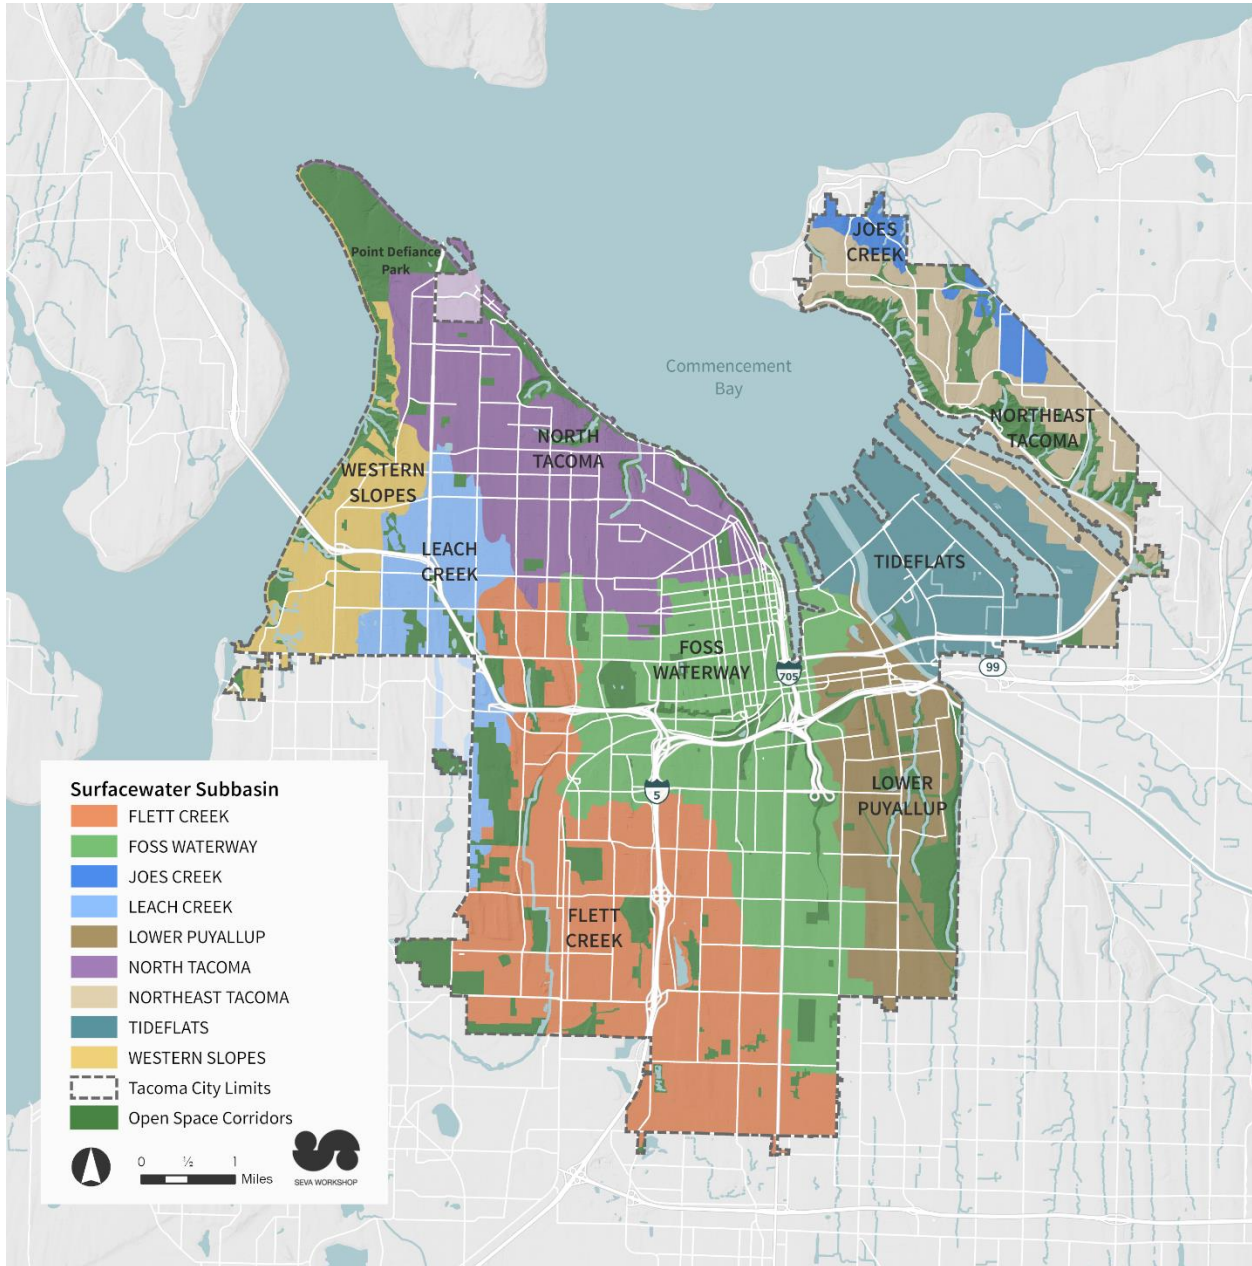 Point Defiance
Park
JOES
CREEK
Commencement
Bay
NORTHEAST
TACOMA
NORTH
TACOMA
WESTERN
SLOPES
LEACH
CREEK
TIDEFLATS
FOSS
WATERWAY
705
99
LOWER
PUYALLUP
5
FLETT
CREEK
Surfacewater Subbasin
FLETT CREEK
FOSS WATERWAY
JOES CREEK
LEACH CREEK
LOWER PUYALLUP
NORTH TACOMA
NORTHEAST TACOMA
TIDEFLATS
WESTERN SLOPES
Tacoma City Limits
Open Space Corridors
0 ½ 1
Miles
SEVA WORKSHOP